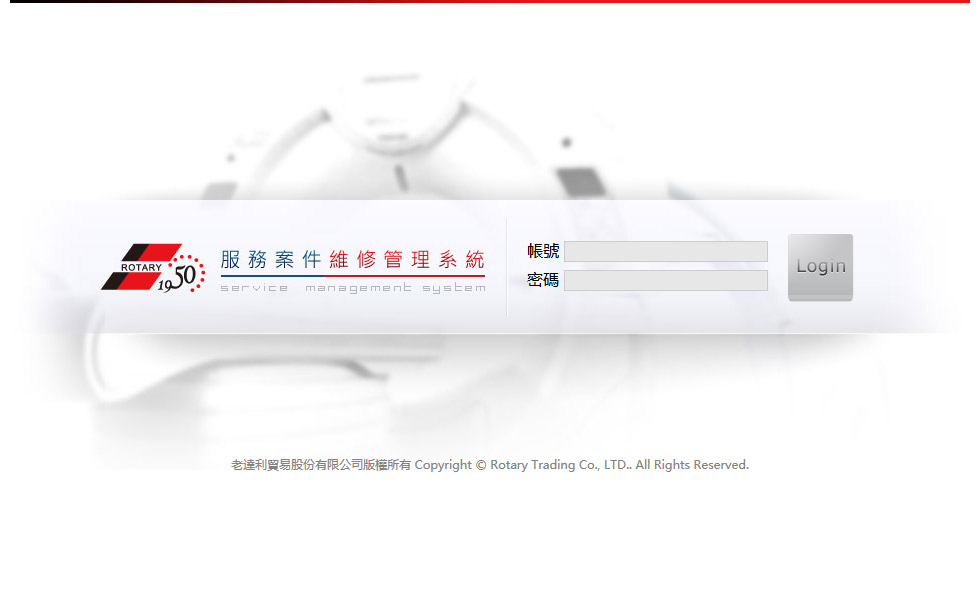 ROTARY
1950
服務案件維修管理系統
service management system
帳號
密碼
Login
老達利貿易股份有限公司版權所有 Copyright © Rotary Trading Co., LTD.. All Rights Reserved.